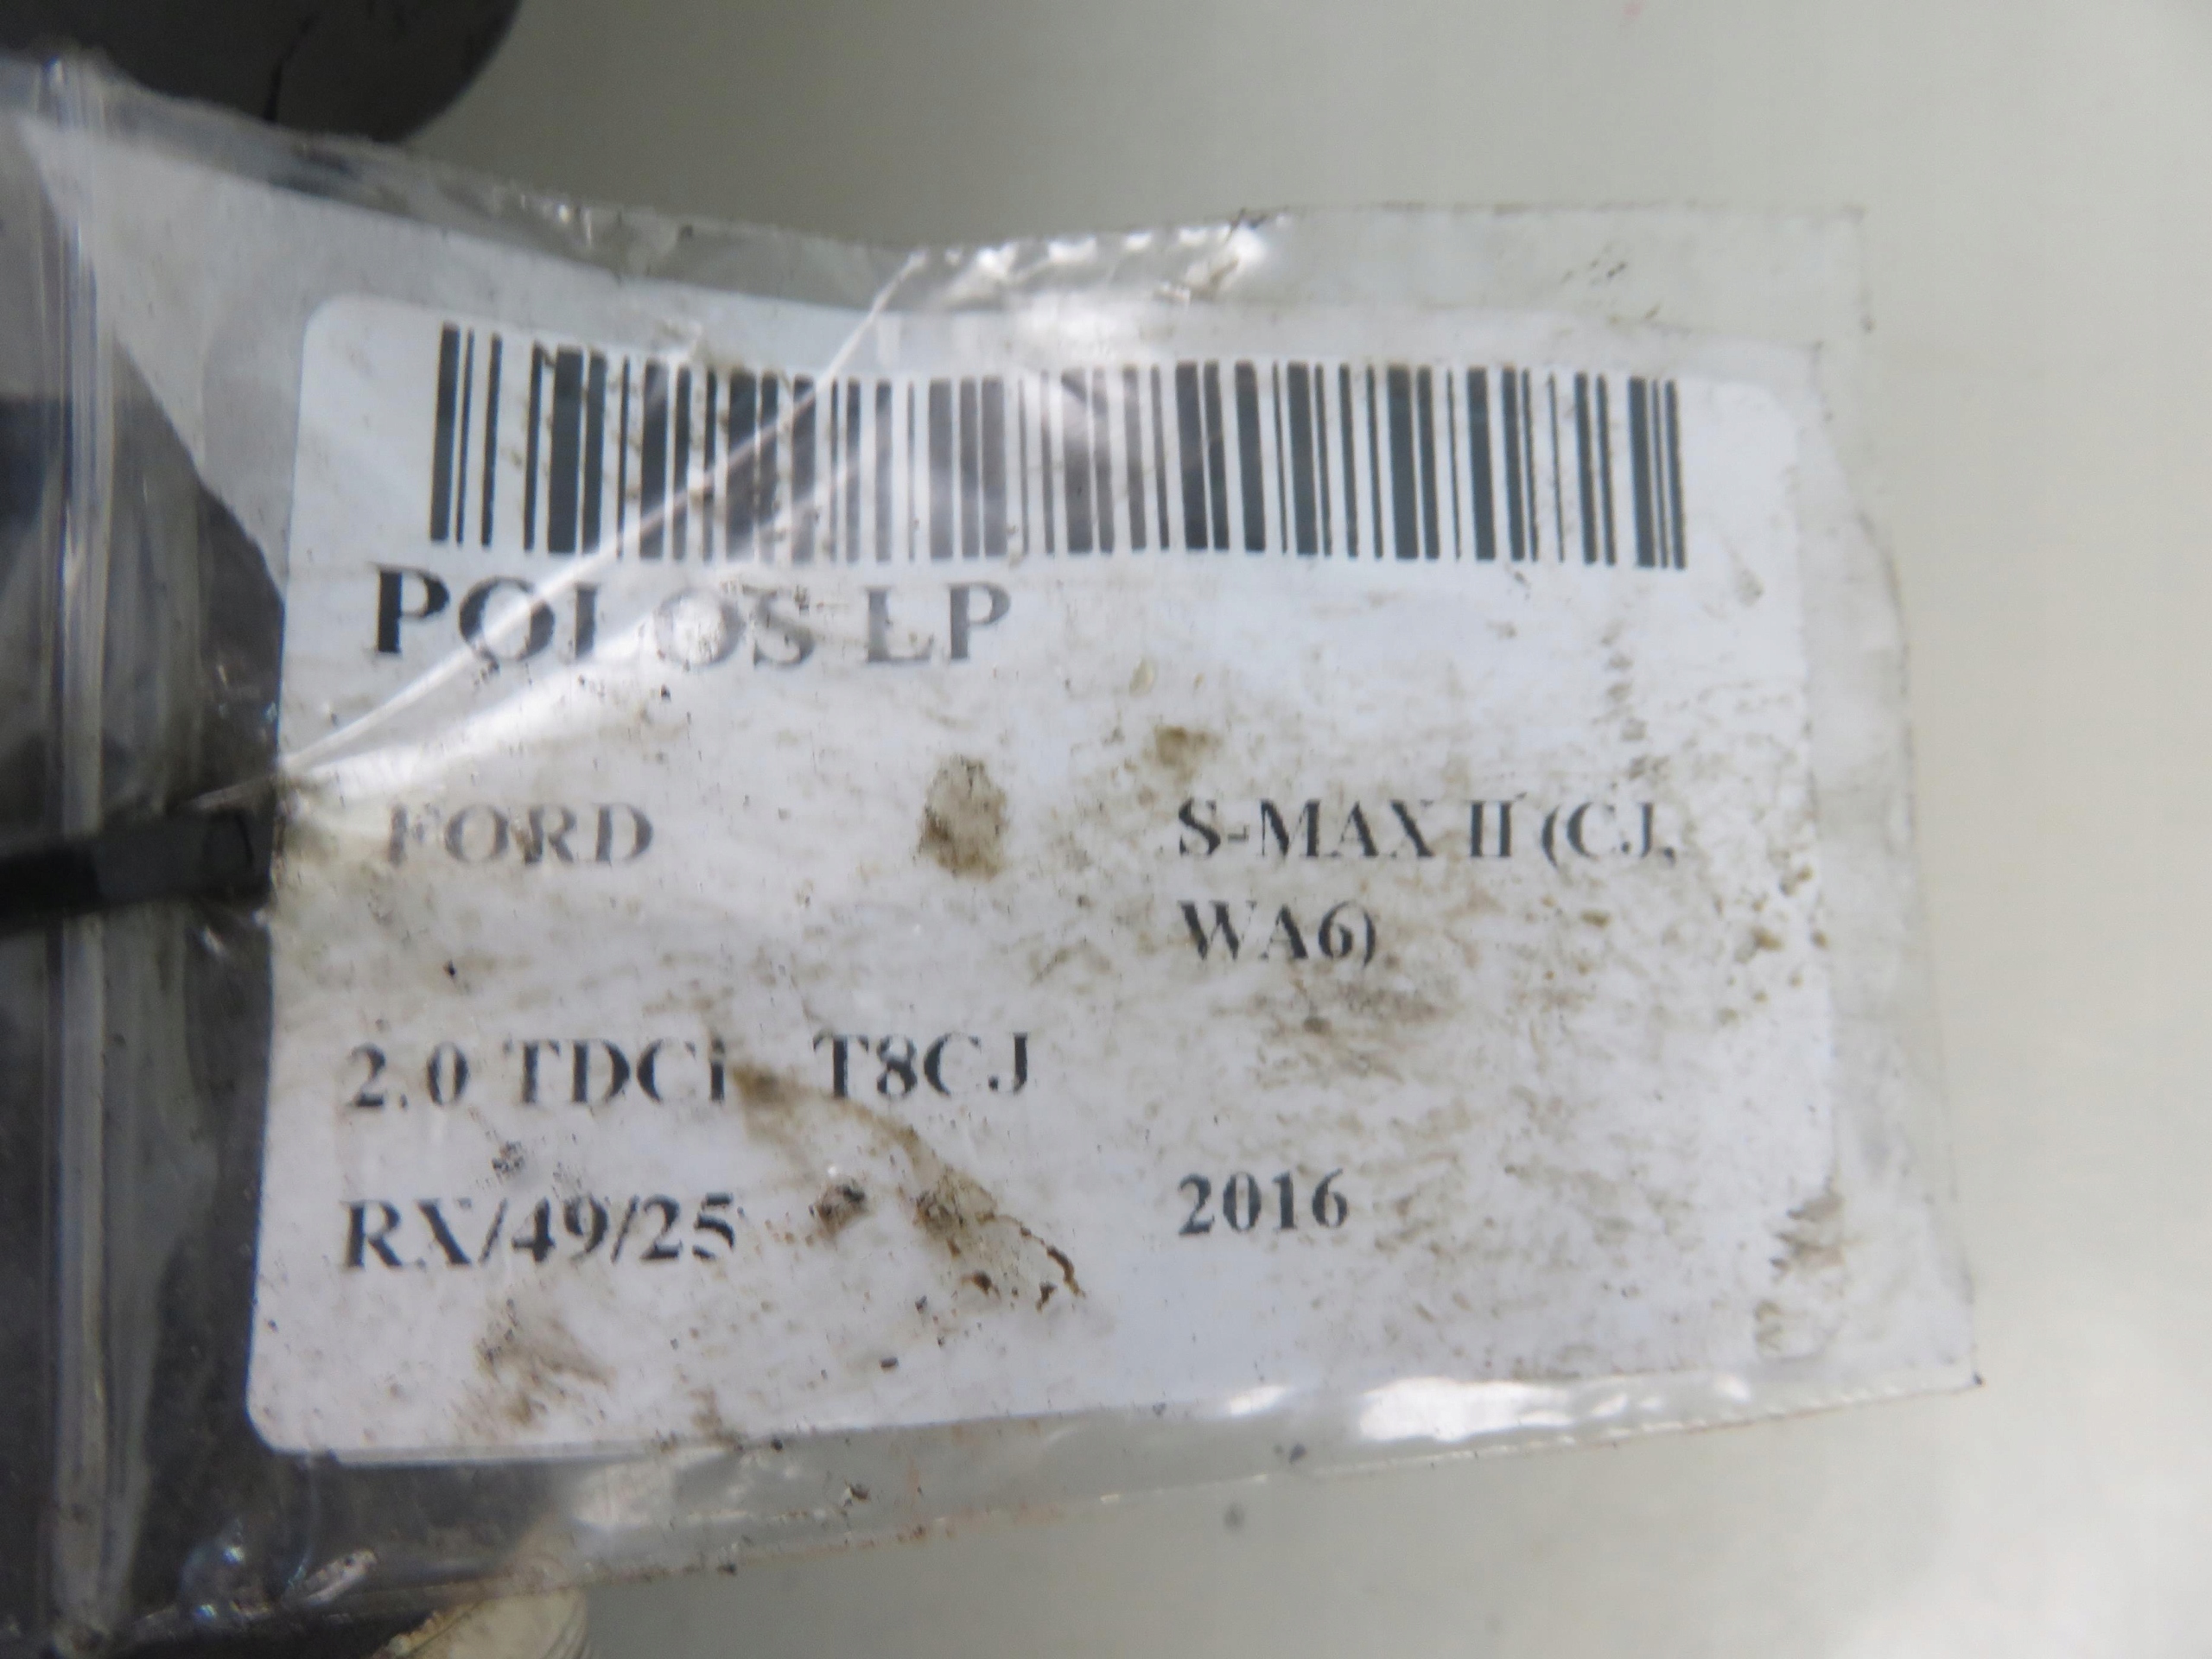 POLOS LP
FORD S-MAX II (CJ,
WA6)
2.0 TDCi T8CJ
RX/49/25 2016